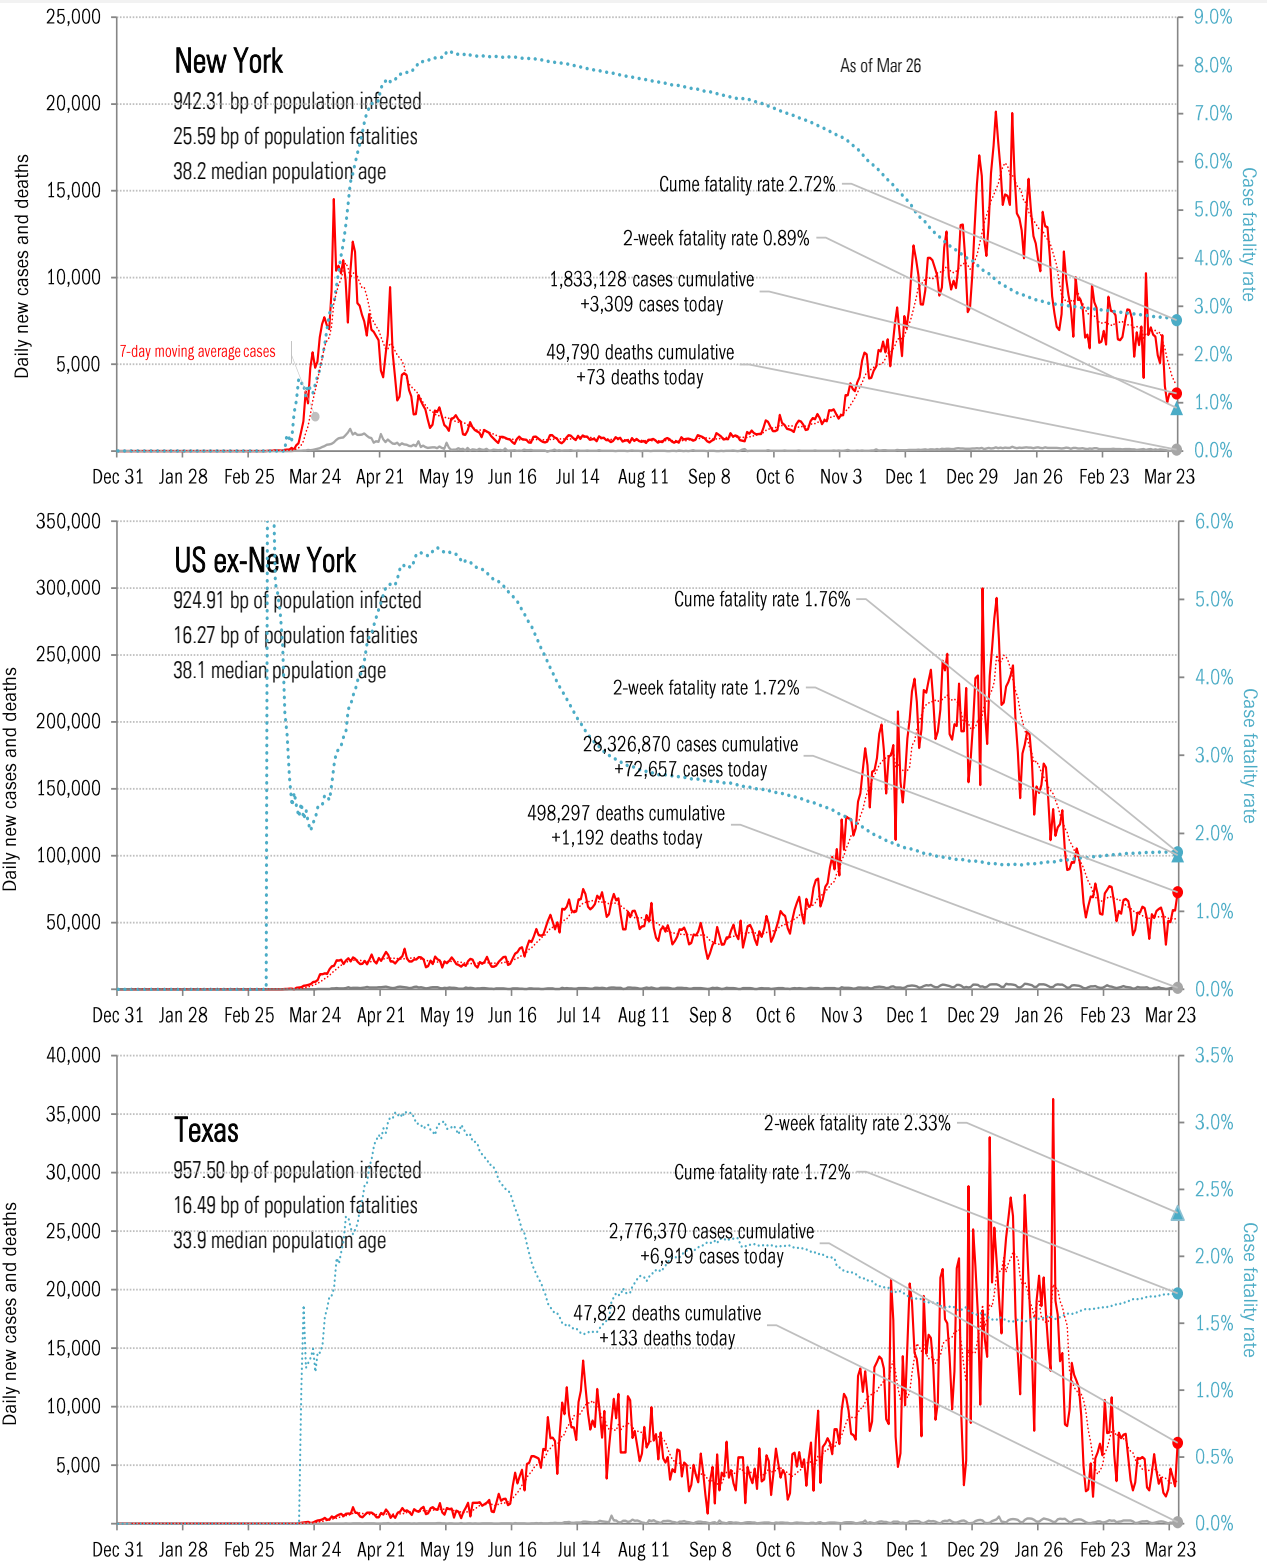 25,000
9.0%
New York
As of Mar 26
8.0%
942.31 bp of population infected
20,000
7.0%
25.59 bp of population fatalities
38.2 median population age
6.0%
15,000
Cume fatality rate 2.72%
5.0%
2-week fatality rate 0.89%
4.0%
10,000
1,833,128 cases cumulative
+3,309 cases today
3.0%
7-day moving average cases
49,790 deaths cumulative
+73 deaths today
2.0%
5,000
1.0%
0.0%
Daily new cases and deaths
Case fatality rate
Dec 31 Jan 28 Feb 25 Mar 24 Apr 21 May 19 Jun 16 Jul 14 Aug 11 Sep 8 Oct 6 Nov 3 Dec 1 Dec 29 Jan 26 Feb 23 Mar 23
350,000
6.0%
US ex-New York
300,000
924.91 bp of population infected
Cume fatality rate 1.76%
5.0%
16.27 bp of population fatalities
250,000
38.1 median population age
4.0%
2-week fatality rate 1.72%
200,000
28,326,870 cases cumulative
+72,657 cases today
3.0%
150,000
498,297 deaths cumulative
+1,192 deaths today
2.0%
100,000
50,000
1.0%
0.0%
Daily new cases and deaths
Case fatality rate
Dec 31 Jan 28 Feb 25 Mar 24 Apr 21 May 19 Jun 16 Jul 14 Aug 11 Sep 8 Oct 6 Nov 3 Dec 1 Dec 29 Jan 26 Feb 23 Mar 23
40,000
3.5%
35,000
Texas
2-week fatality rate 2.33%
3.0%
30,000
957.50 bp of population infected
Cume fatality rate 1.72%
16.49 bp of population fatalities
2.5%
25,000
33.9 median population age
2,776,370 cases cumulative
+6,919 cases today
2.0%
20,000
47,822 deaths cumulative
+133 deaths today
1.5%
15,000
1.0%
10,000
5,000
0.5%
0.0%
Daily new cases and deaths
Case fatality rate
Dec 31 Jan 28 Feb 25 Mar 24 Apr 21 May 19 Jun 16 Jul 14 Aug 11 Sep 8 Oct 6 Nov 3 Dec 1 Dec 29 Jan 26 Feb 23 Mar 23